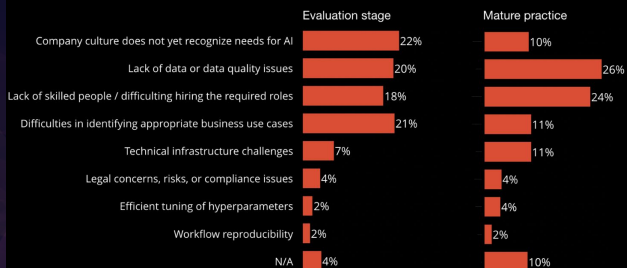 Evaluation stage Mature practice
Company culture does not yet recognize needs for AI 22% 10%
Lack of data or data quality issues 20% 26%
Lack of skilled people / difficulting hiring the required roles 18% 24%
Difficulties in identifying appropriate business use cases 21% 11%
Technical infrastructure challenges 7% 11%
Legal concerns, risks, or compliance issues 4% 4%
Efficient tuning of hyperparameters 2% 4%
Workflow reproducibility 2% 2%
N/A 4% 10%